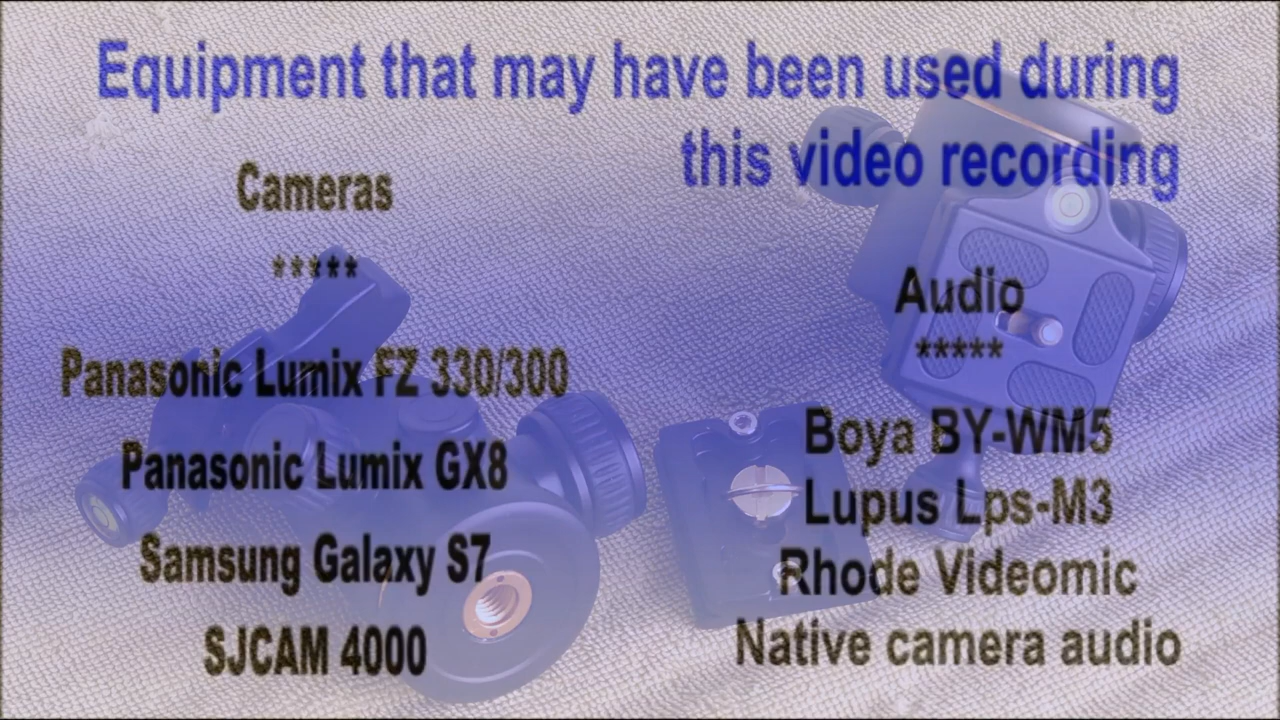 Equipment that may have been used during
this video recording
Cameras
*****
Panasonic Lumix FZ 330/300
Panasonic Lumix GX8
Samsung Galaxy S7
SJCAM 4000
Audio
*****
Boya BY-WM5
Lupus Lps-M3
Rhode Videomic
Native camera audio